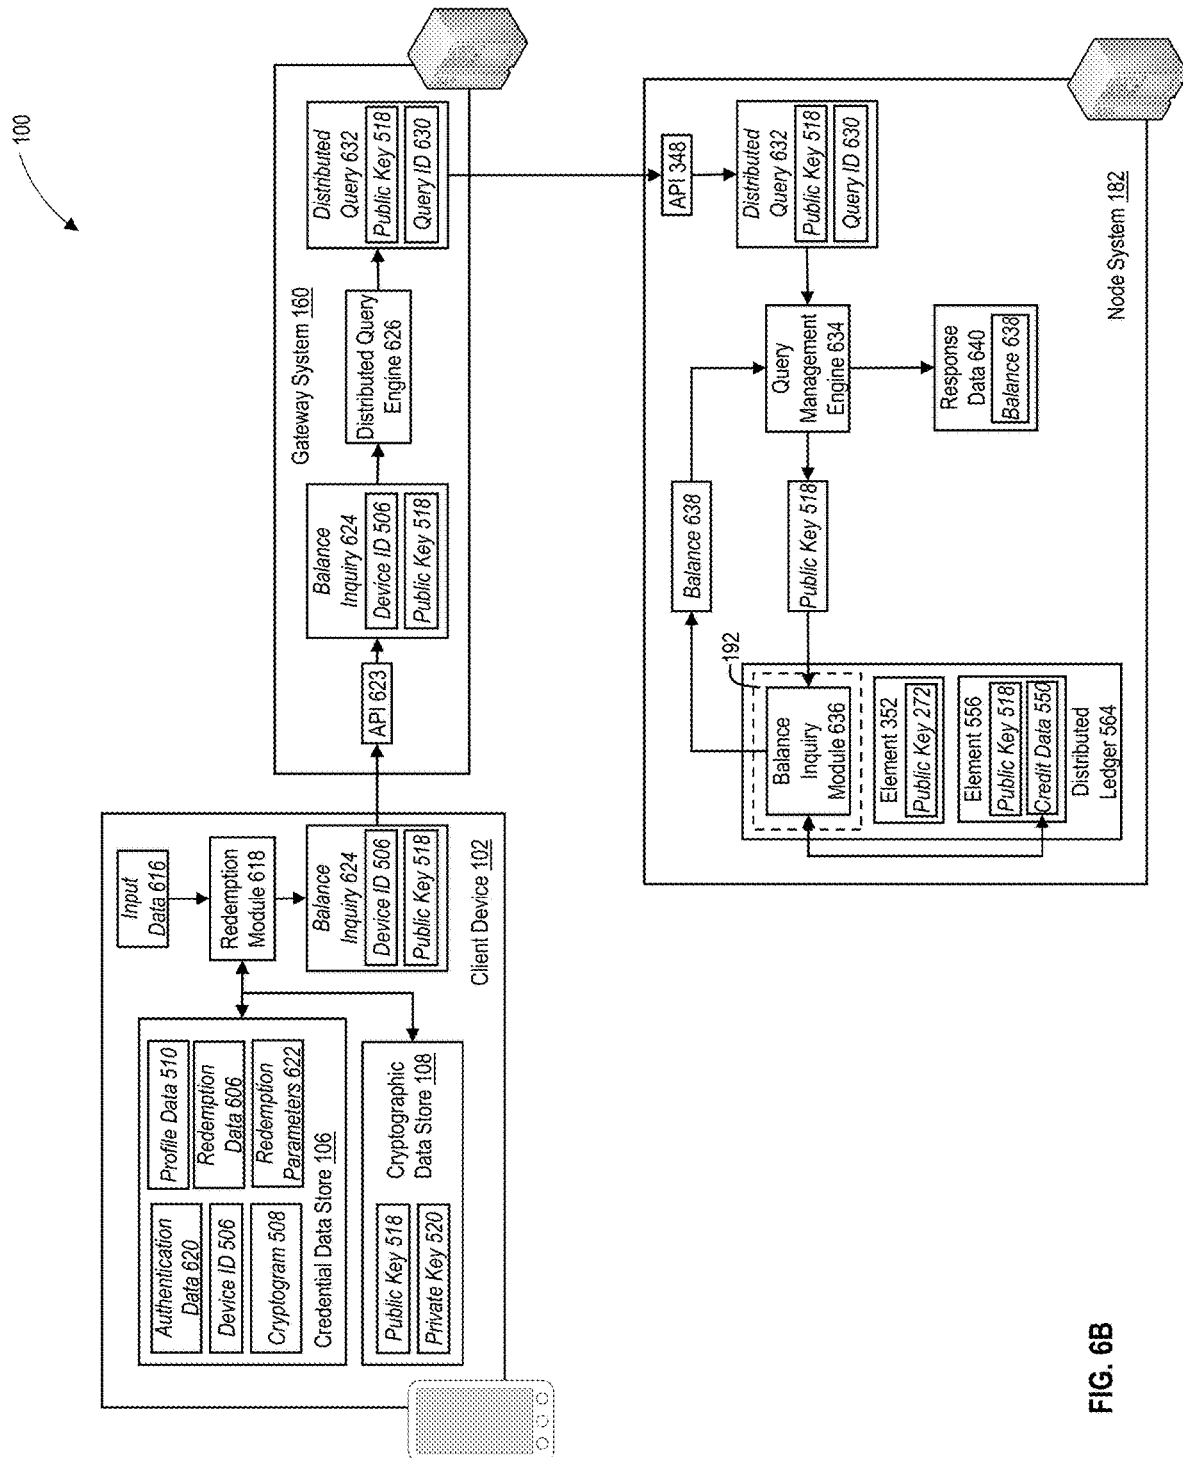 100
Input
Data 616
Redemption
Module 618
Balance
Inquiry 624
Device ID 506
Public Key 518
Client Device 102
Authentication
Data 620
Profile Data 510
Device ID 506
Redemption
Data 606
Cryptogram 508
Redemption
Parameters 622
Credential Data Store 106
Public Key 518
Private Key 520
Cryptographic
Data Store 108
Gateway System 160
API 623
Balance
Inquiry 624
Device ID 506
Public Key 518
Distributed Query
Engine 626
Distributed
Query 632
Public Key 518
Query ID 630
API 348
Distributed
Query 632
Public Key 518
Query ID 630
Query
Management
Engine 634
Response
Data 640
Balance 638
Balance 638
Public Key 518
192
Balance
Inquiry
Module 636
Element 352
Public Key 272
Element 556
Public Key 518
Credit Data 550
Distributed
Ledger 564
Node System 182
FIG. 6B